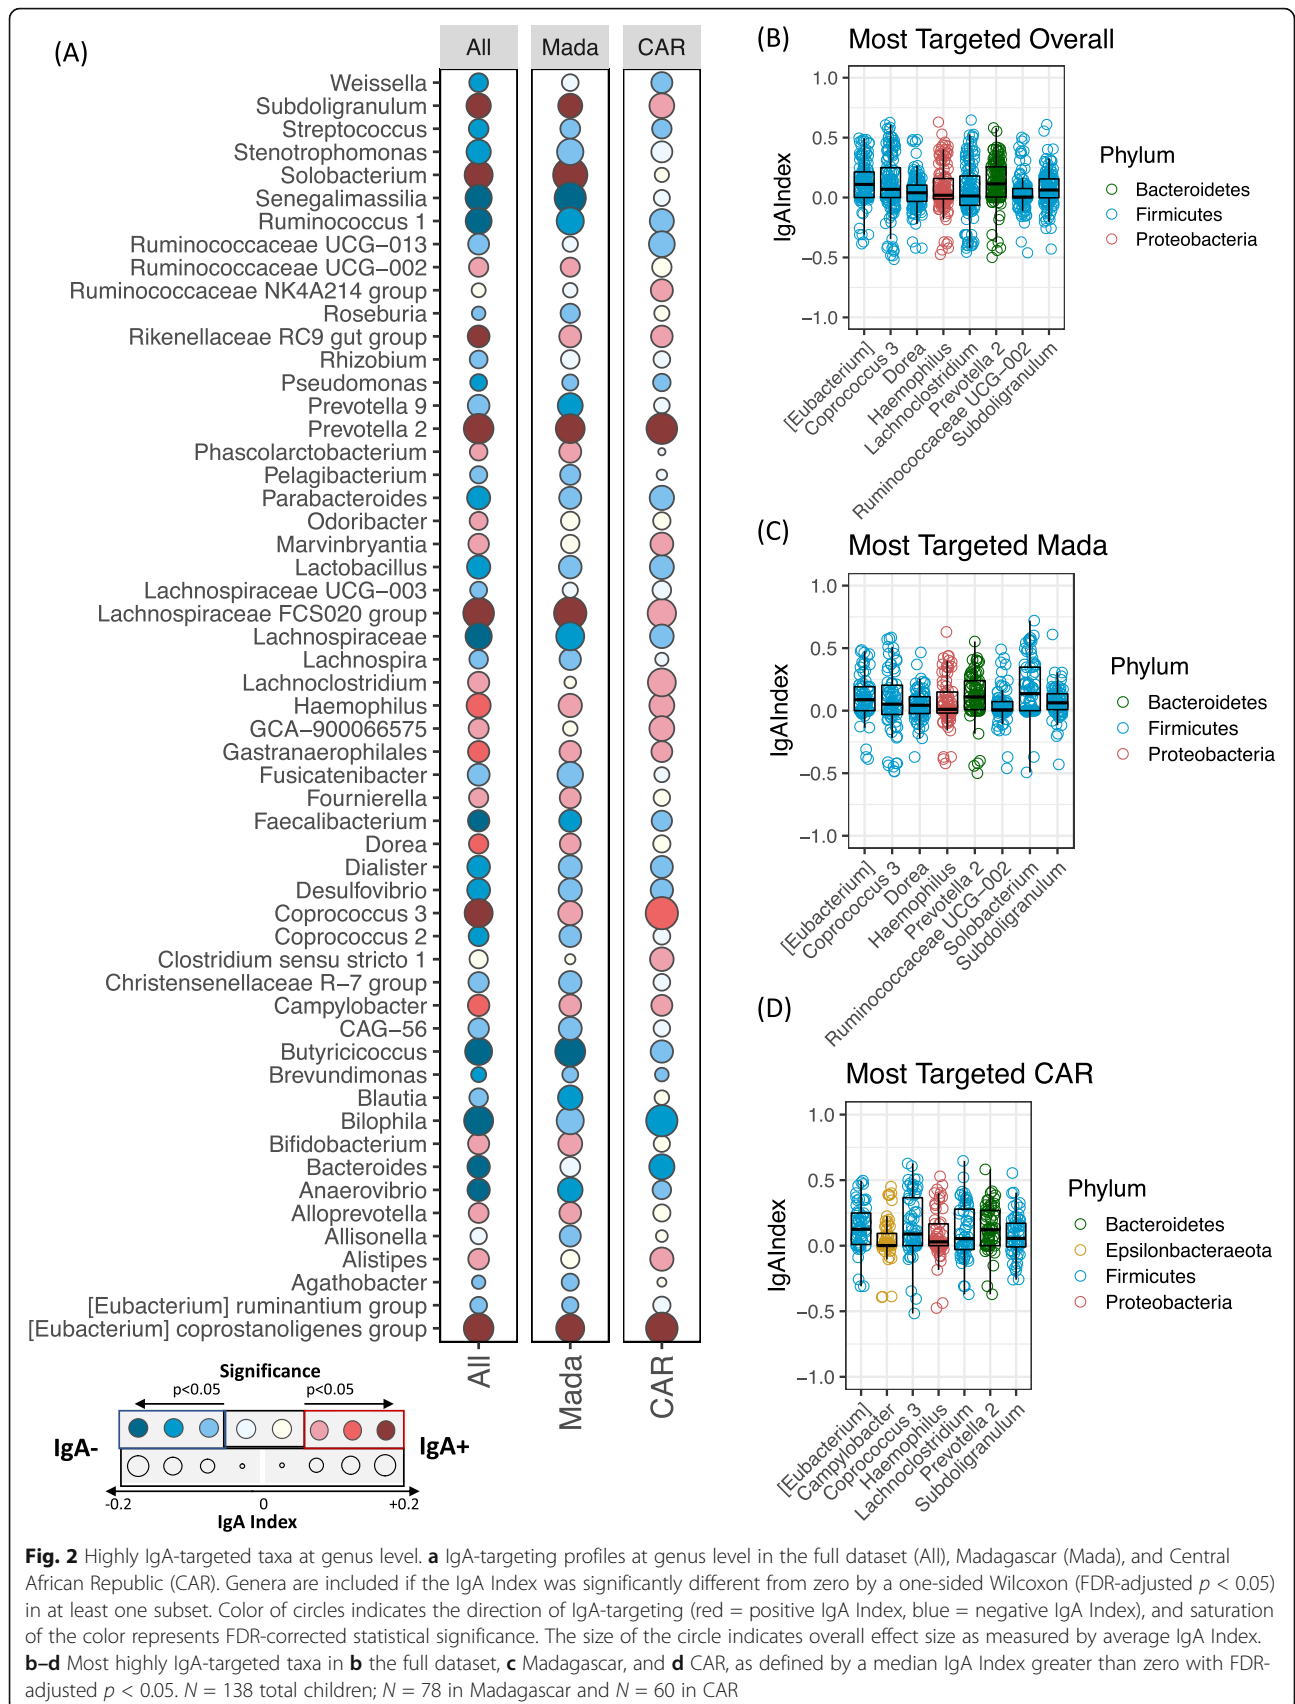 (A)
All Mada CAR
Weissella
Subdoligranulum
Streptococcus
Stenotrophomonas
Solobacterium
Senegalimassilia
Ruminococcus 1
Ruminococcaceae UCG−013
Ruminococcaceae UCG−002
Ruminococcaceae NK4A214 group
Roseburia
Rikenellaceae RC9 gut group
Rhizobium
Pseudomonas
Prevotella 9
Prevotella 2
Phascolarctobacterium
Pelagibacterium
Parabacteroides
Odoribacter
Marvinbryantia
Lactobacillus
Lachnospiraceae UCG−003
Lachnospiraceae FCS020 group
Lachnospiraceae
Lachnospira
Lachnoclostridium
Haemophilus
GCA−900066575
Gastranaerophilales
Fusicatenibacter
Fournierella
Faecalibacterium
Dorea
Dialister
Desulfovibrio
Coprococcus 3
Coprococcus 2
Clostridium sensu stricto 1
Christensenellaceae R−7 group
Campylobacter
CAG−56
Butyricicoccus
Brevundimonas
Blautia
Bilophila
Bifidobacterium
Bacteroides
Anaerovibrio
Alloprevotella
Allisonella
Alistipes
Agathobacter
[Eubacterium] ruminantium group
[Eubacterium] coprostanoligenes group
All Mada CAR
Significance
p<0.05 p<0.05
IgA- IgA+
-0.2 0 +0.2
IgA Index
(B)
Most Targeted Overall
IgAIndex
1.0
0.5
0.0
−0.5
−1.0
[Eubacterium]
Coprococcus 3
Dorea
Haemophilus
Lachnoclostridium
Prevotella 2
Ruminococcaceae UCG−002
Subdoligranulum
Phylum
Bacteroidetes
Firmicutes
Proteobacteria
(C)
Most Targeted Mada
IgAIndex
1.0
0.5
0.0
−0.5
−1.0
[Eubacterium]
Coprococcus 3
Dorea
Haemophilus
Prevotella 2
Ruminococcaceae UCG−002
Solobacterium
Subdoligranulum
Phylum
Bacteroidetes
Firmicutes
Proteobacteria
(D)
Most Targeted CAR
IgAIndex
1.0
0.5
0.0
−0.5
−1.0
[Eubacterium]
Campylobacter
Coprococcus 3
Haemophilus
Lachnoclostridium
Prevotella 2
Subdoligranulum
Phylum
Bacteroidetes
Epsilonbacteraeota
Firmicutes
Proteobacteria
Fig. 2 Highly IgA-targeted taxa at genus level. a IgA-targeting profiles at genus level in the full dataset (All), Madagascar (Mada), and Central
African Republic (CAR). Genera are included if the IgA Index was significantly different from zero by a one-sided Wilcoxon (FDR-adjusted p < 0.05)
in at least one subset. Color of circles indicates the direction of IgA-targeting (red = positive IgA Index, blue = negative IgA Index), and saturation
of the color represents FDR-corrected statistical significance. The size of the circle indicates overall effect size as measured by average IgA Index.
b–d Most highly IgA-targeted taxa in b the full dataset, c Madagascar, and d CAR, as defined by a median IgA Index greater than zero with FDR-
adjusted p < 0.05. N = 138 total children; N = 78 in Madagascar and N = 60 in CAR